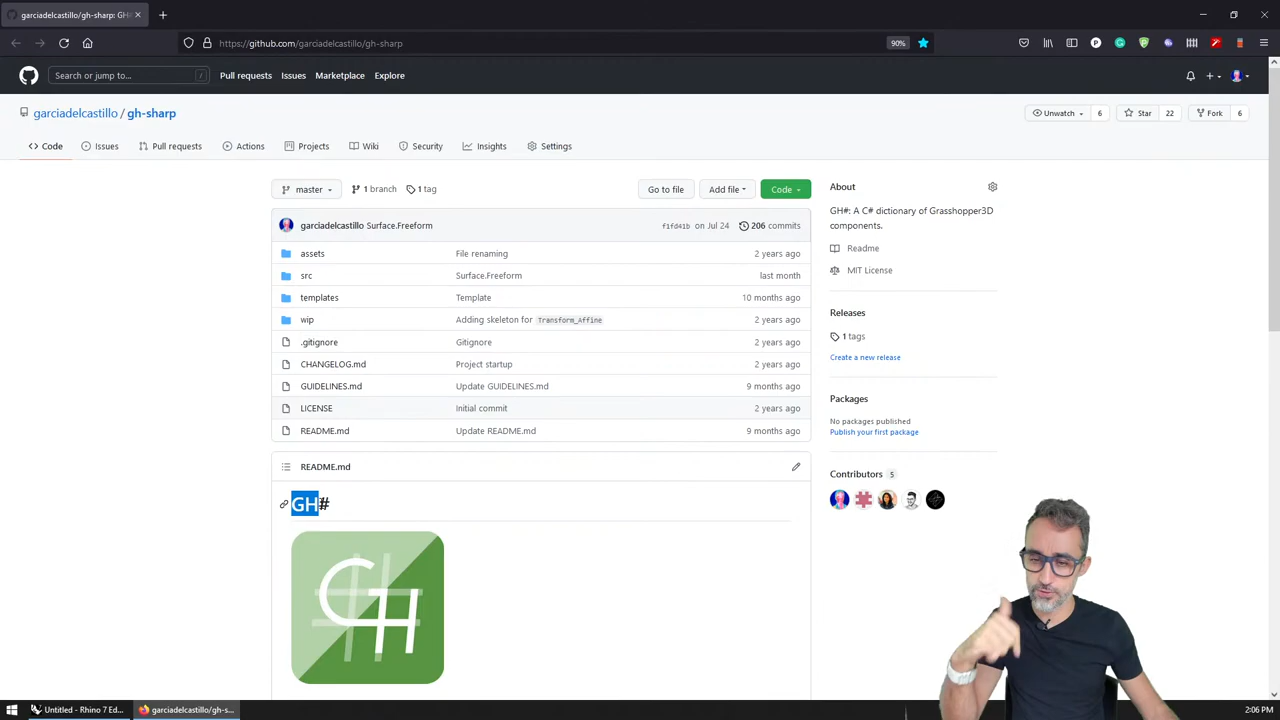 garciadelcastillo/gh-sharp: GH#
https://github.com/garciadelcastillo/gh-sharp
90%
Search or jump to...
/
Pull requests
Issues
Marketplace
Explore
garciadelcastillo / gh-sharp
Unwatch
6
Star
22
Fork
6
Code
Issues
Pull requests
Actions
Projects
Wiki
Security
Insights
Settings
master
1 branch
1 tag
Go to file
Add file
Code
garciadelcastillo Surface.Freeform
f1fd41b on Jul 24
206 commits
assets
File renaming
2 years ago
src
Surface.Freeform
last month
templates
Template
10 months ago
wip
Adding skeleton for Transform_Affine
2 years ago
.gitignore
Gitignore
2 years ago
CHANGELOG.md
Project startup
2 years ago
GUIDELINES.md
Update GUIDELINES.md
9 months ago
LICENSE
Initial commit
2 years ago
README.md
Update README.md
9 months ago
README.md
GH#
GH
About
GH#: A C# dictionary of Grasshopper3D
components.
Readme
MIT License
Releases
1 tags
Create a new release
Packages
No packages published
Publish your first package
Contributors 5
Untitled - Rhino 7 Ed...
garciadelcastillo/gh-s...
2:06 PM